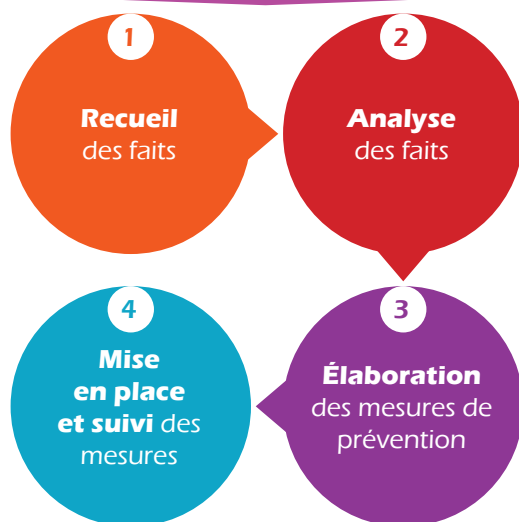 1
Recueil
des faits
2
Analyse
des faits
3
Élaboration
des mesures de
prévention
4
Mise
en place
et suivi des
mesures